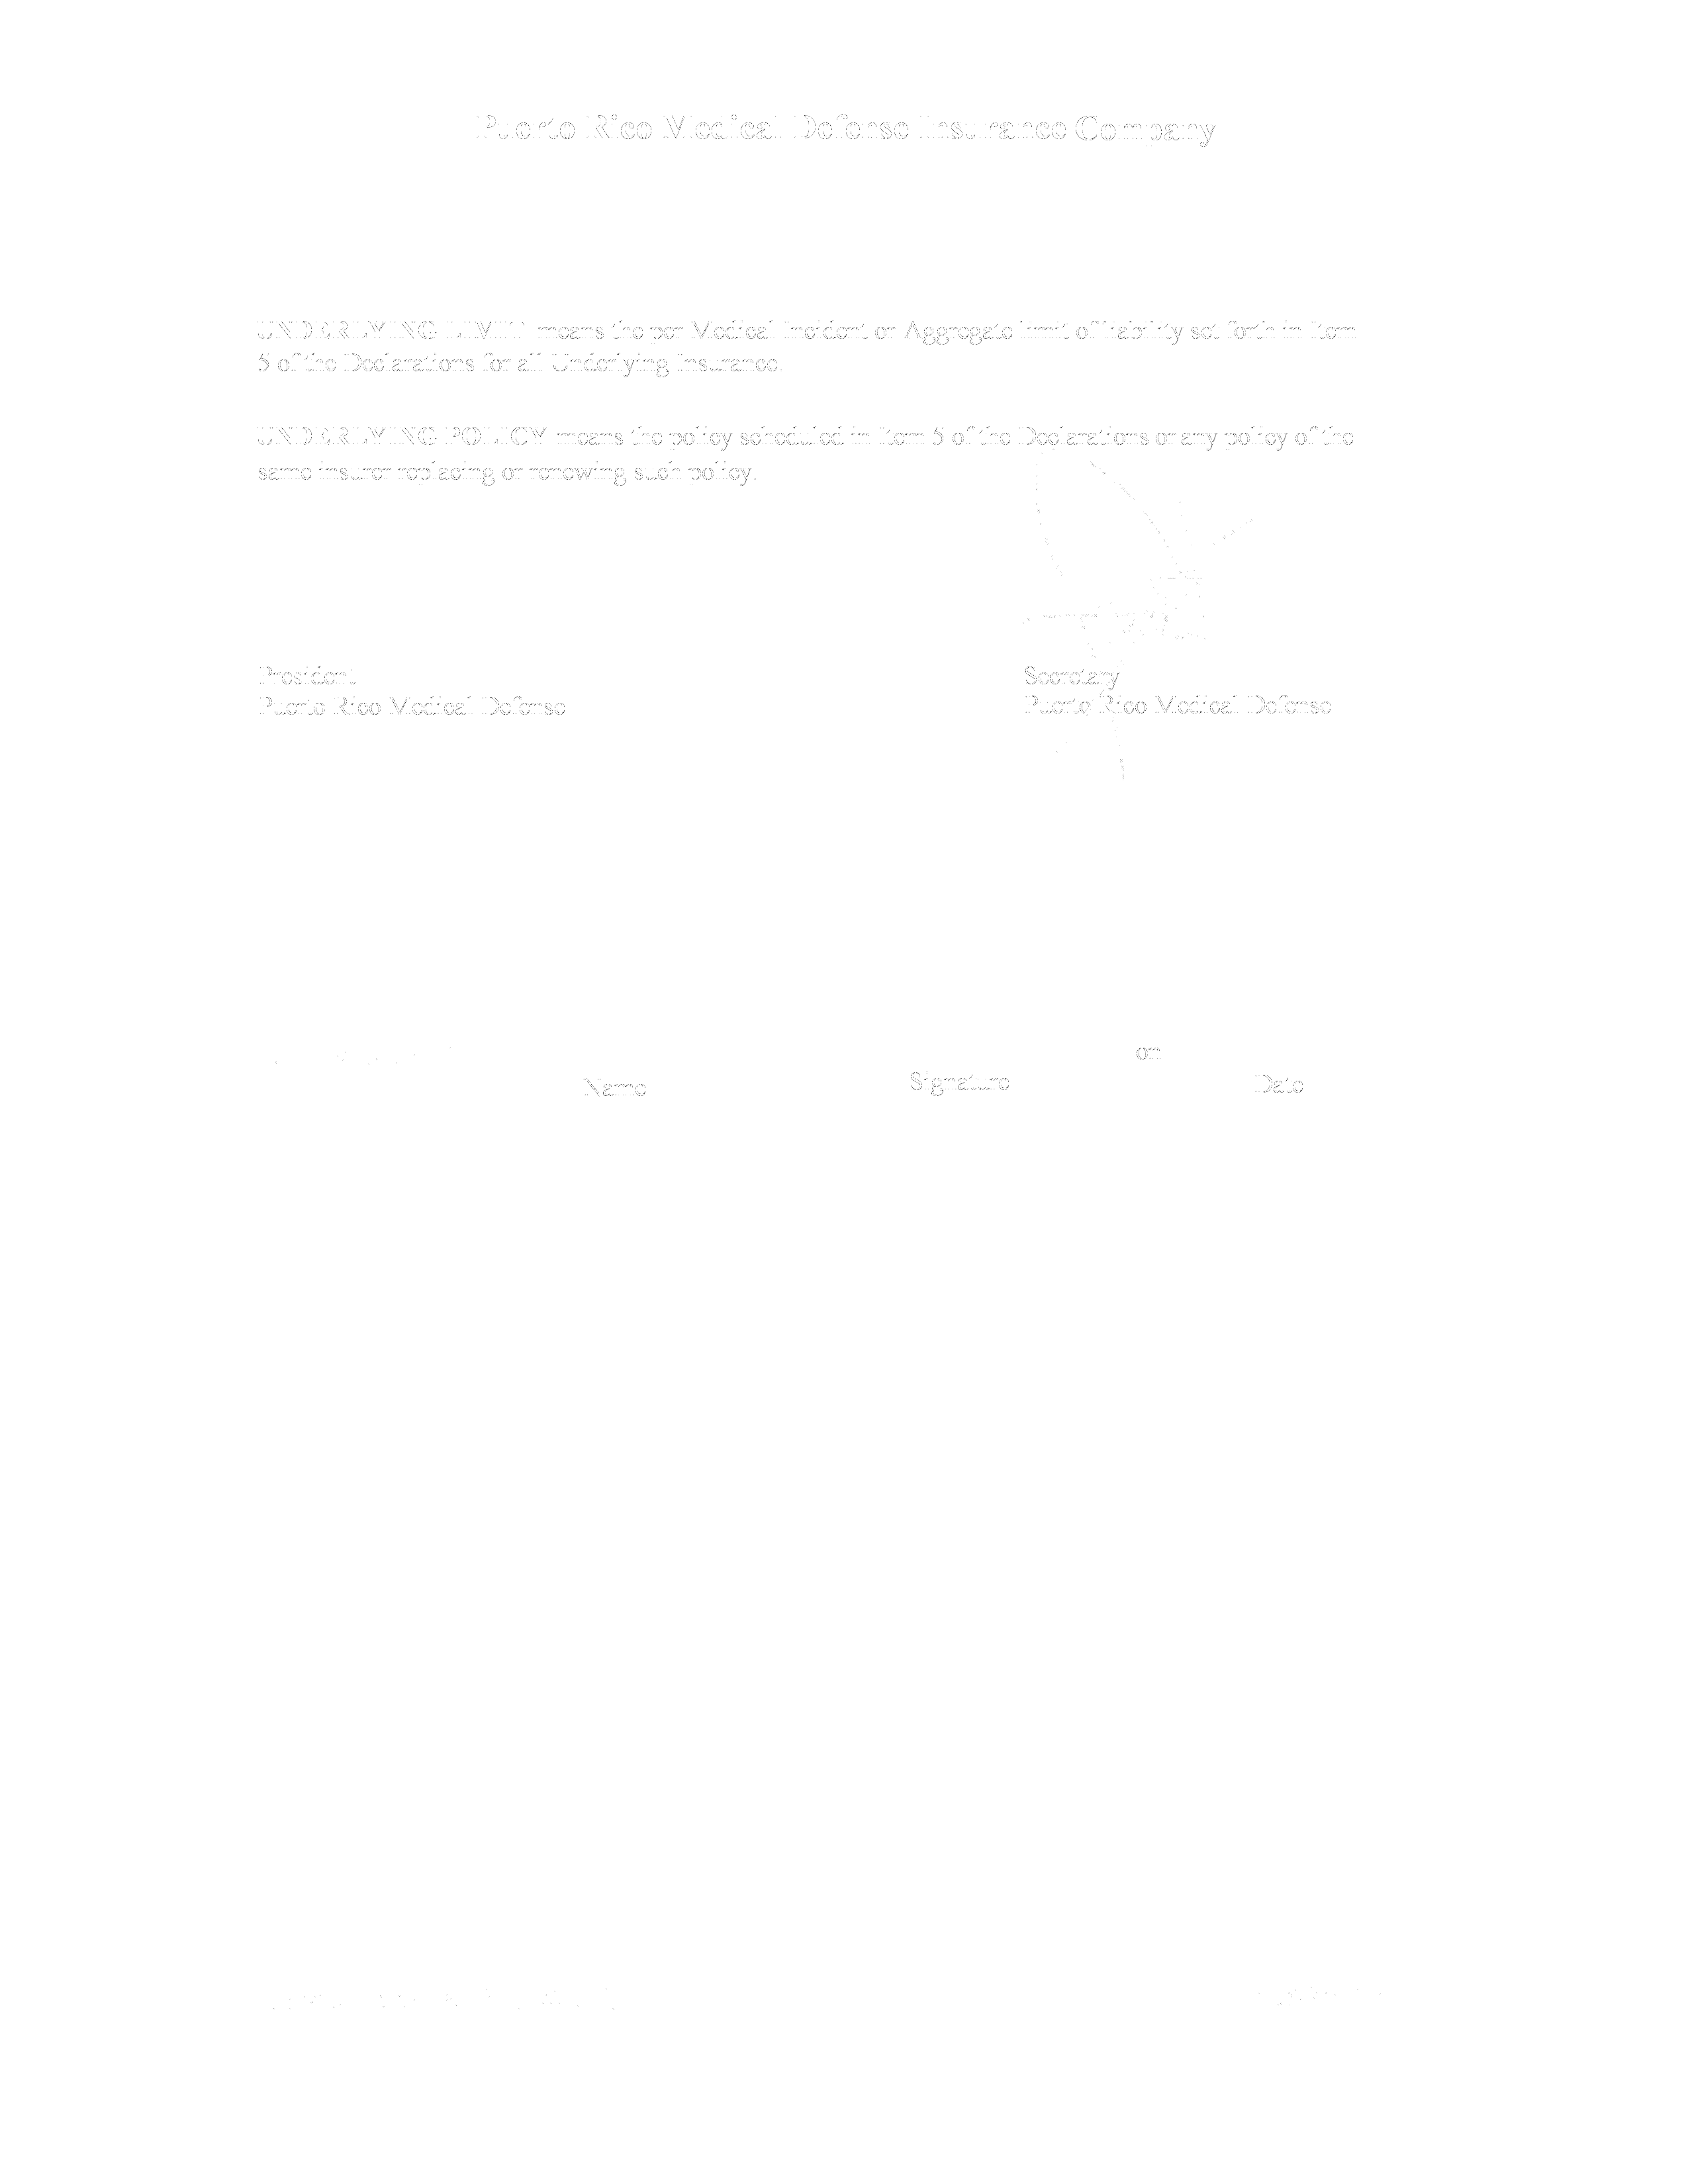 Puerto Rico Medical Defense Insurance Company
UNDERLYING LIMIT means the per Medical Incident or Aggregate limit of liability set forth in Item
5 of the Declarations for all Underlying Insurance.
UNDERLYING POLICY means the policy scheduled in Item 5 of the Declarations or any policy of the
same insurer replacing or renewing such policy.
President
Puerto Rico Medical Defense
Secretary
Puerto Rico Medical Defense
on
Name
Signature
Date